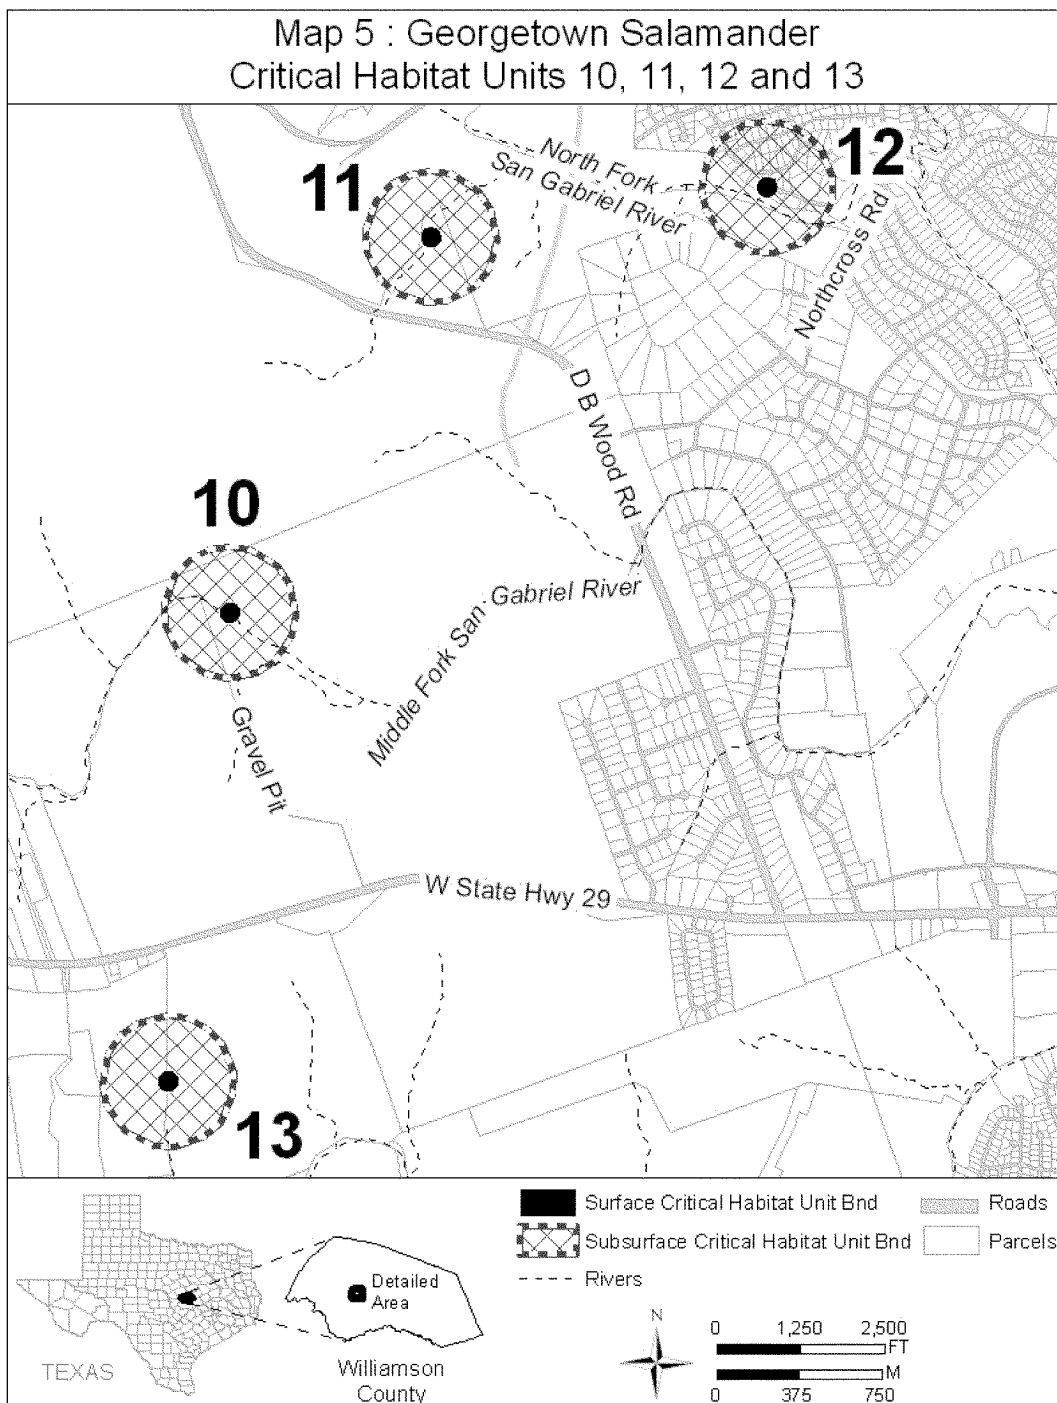 Map 5 : Georgetown Salamander
Critical Habitat Units 10, 11, 12 and 13
11
North Fork
San Gabriel River
12
Northcross Rd
D B Wood Rd
10
Middle Fork San Gabriel River
Gravel Pit
W State Hwy 29
13
Surface Critical Habitat Unit Bnd
Roads
Subsurface Critical Habitat Unit Bnd
Parcels
Rivers
Detailed
Area
TEXAS
Williamson
County
N
0 1,250 2,500
FT
M
0 375 750